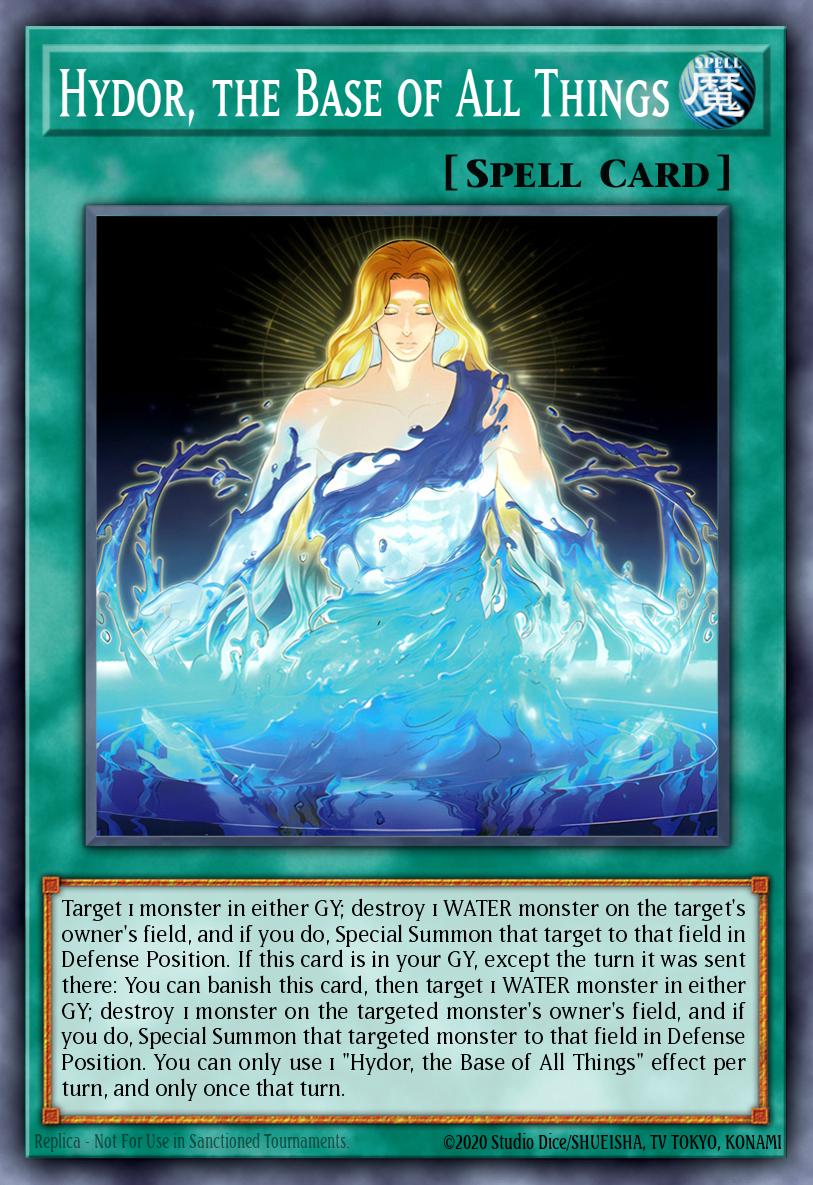 Hydor, the Base of All Things
SPELL
魔
[ Spell Card ]
Target 1 monster in either GY; destroy 1 WATER monster on the target's
owner's field, and if you do, Special Summon that target to that field in
Defense Position. If this card is in your GY, except the turn it was sent
there: You can banish this card, then target 1 WATER monster in either
GY; destroy 1 monster on the targeted monster's owner's field, and if
you do, Special Summon that targeted monster to that field in Defense
Position. You can only use 1 "Hydor, the Base of All Things" effect per
turn, and only once that turn.
Replica - Not For Use in Sanctioned Tournaments.
©2020 Studio Dice/SHUEISHA, TV TOKYO, KONAMI